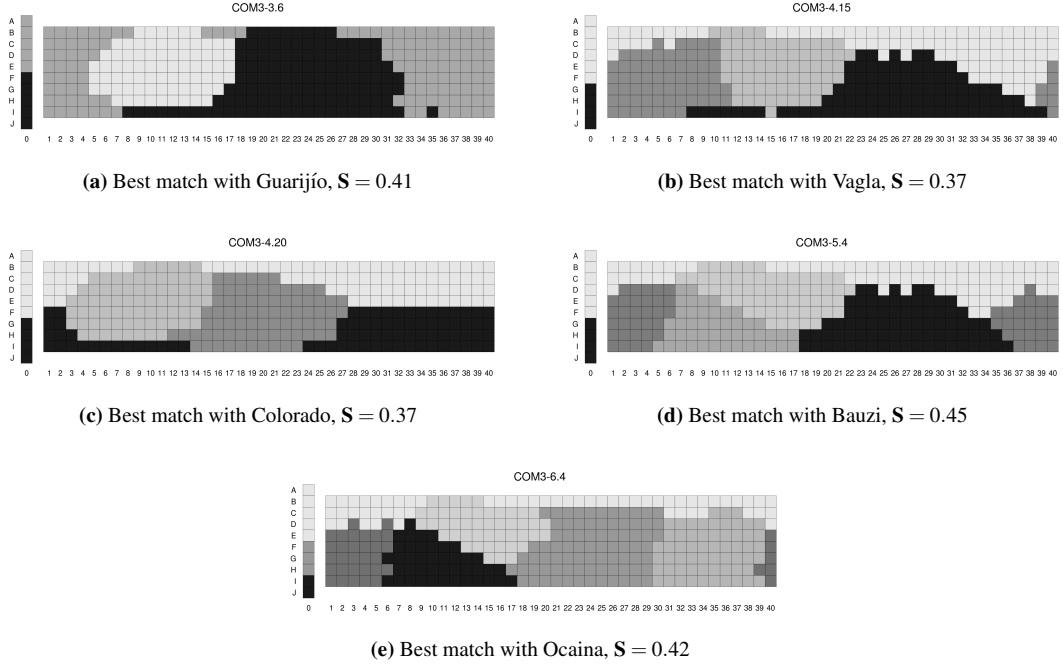 COM3-3.6
A
B
C
D
E
F
G
H
I
J
0 1 2 3 4 5 6 7 8 9 10 11 12 13 14 15 16 17 18 19 20 21 22 23 24 25 26 27 28 29 30 31 32 33 34 35 36 37 38 39 40
(a) Best match with Guarijío, S = 0.41
COM3-4.15
A
B
C
D
E
F
G
H
I
J
0 1 2 3 4 5 6 7 8 9 10 11 12 13 14 15 16 17 18 19 20 21 22 23 24 25 26 27 28 29 30 31 32 33 34 35 36 37 38 39 40
(b) Best match with Vagla, S = 0.37
COM3-4.20
A
B
C
D
E
F
G
H
I
J
0 1 2 3 4 5 6 7 8 9 10 11 12 13 14 15 16 17 18 19 20 21 22 23 24 25 26 27 28 29 30 31 32 33 34 35 36 37 38 39 40
(c) Best match with Colorado, S = 0.37
COM3-5.4
A
B
C
D
E
F
G
H
I
J
0 1 2 3 4 5 6 7 8 9 10 11 12 13 14 15 16 17 18 19 20 21 22 23 24 25 26 27 28 29 30 31 32 33 34 35 36 37 38 39 40
(d) Best match with Bauzi, S = 0.45
COM3-6.4
A
B
C
D
E
F
G
H
I
J
0 1 2 3 4 5 6 7 8 9 10 11 12 13 14 15 16 17 18 19 20 21 22 23 24 25 26 27 28 29 30 31 32 33 34 35 36 37 38 39 40
(e) Best match with Ocaina, S = 0.42